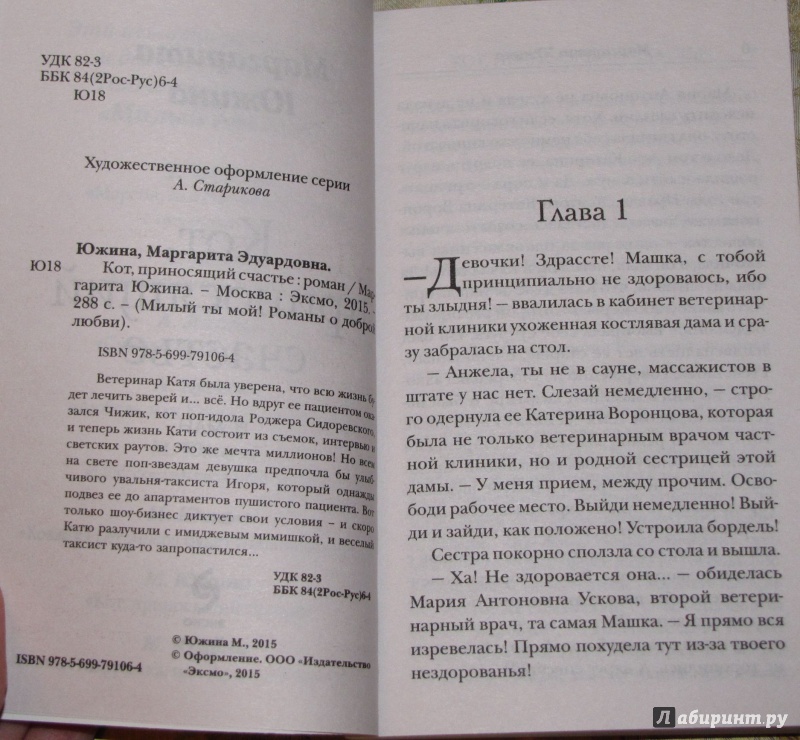 УДК 82-3
ББК 84(2Рос-Рус)6-4
Ю18
Художественное оформление серии
А. Старикова
Южина, Маргарита Эдуардовна.
Ю18 Кот, приносящий счастье : роман / Мар-
гарита Южина. – Москва : Эксмо, 2015. –
288 с. – (Милый ты мой! Романы о доброй
любви).
ISBN 978-5-699-79106-4
Ветеринар Катя была уверена, что всю жизнь бу
дет лечить зверей и... всё. Но вдруг ее пациентом ока
зался Чижик, кот поп-идола Роджера Сидоревского,
и теперь жизнь Кати состоит из съемок, интервью и
светских раутов. Это же мечта миллионов! Но всем
на свете поп-звездам девушка предпочла бы улыб
чивого увальня-таксиста Игоря, который однажды
подвез ее до апартаментов пушистого пациента. Вот
только шоу-бизнес диктует свои условия – и скоро
Катю разлучили с имиджевым мимишкой, и веселый
таксист куда-то запропастился...
УДК 82-3
ББК 84(2Рос-Рус)6-4
© Южина М., 2015
© Оформление. ООО «Издательство
«Эксмо», 2015
ISBN 978-5-699-79106-4
Глава 1
— Девочки! Здрассте! Машка, с тобой
принципиально не здороваюсь, ибо
ты злыдня! — ввалилась в кабинет ветеринар-
ной клиники ухоженная костлявая дама и сра-
зу забралась на стол.
— Анжела, ты не в сауне, массажистов в
штате у нас нет. Слезай немедленно, — стро-
го одернула ее Катерина Воронцова, которая
была не только ветеринарным врачом част-
ной клиники, но и родной сестрицей этой
дамы. — У меня прием, между прочим. Осво-
боди рабочее место. Выйди немедленно! Вый-
ди и зайди, как положено! Устроила бордель!
Сестра покорно сползла со стола и вышла.
— Ха! Не здоровается она... — обиделась
Мария Антоновна Ускова, второй ветери-
нарный врач, та самая Машка. — Я прямо вся
изревелась! Прямо похудела тут из-за твоего
нездорованья!
Лабиринт.ру